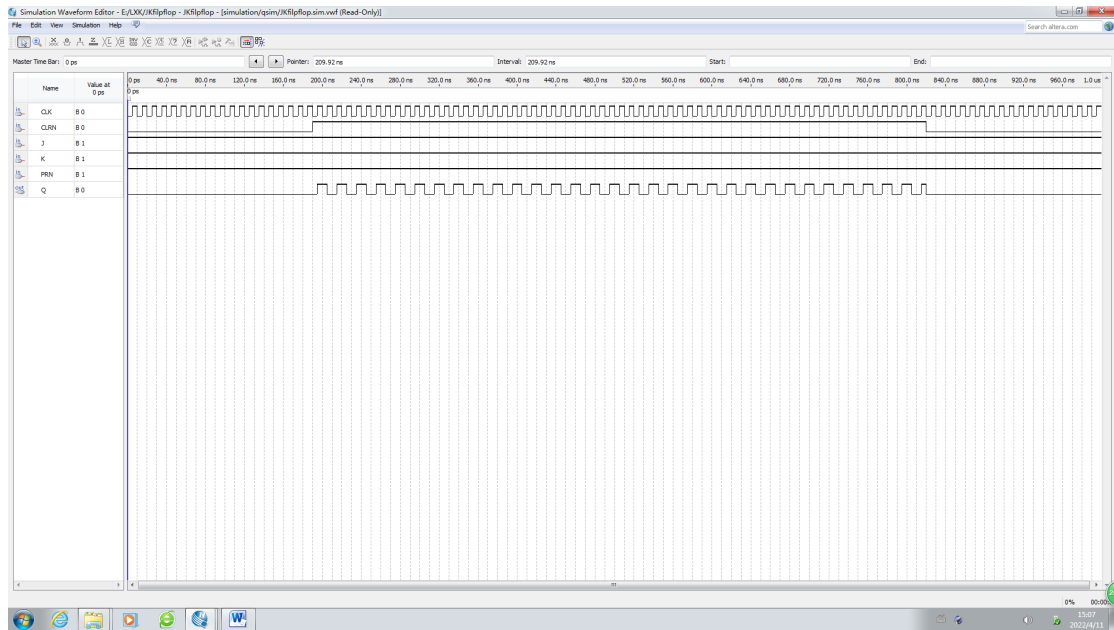 Simulation Waveform Editor - E:/LXK/JKfilpflop - JKfilpflop - [simulation/qsim/JKfilpflop.sim.vwf (Read-Only)]
File Edit View Simulation Help
Search altera.com
Master Time Bar: 0 ps Pointer: 209.92 ns Interval: 209.92 ns Start: End:
Name Value at 0 ps
0 ps 40.0 ns 80.0 ns 120.0 ns 160.0 ns 200.0 ns 240.0 ns 280.0 ns 320.0 ns 360.0 ns 400.0 ns 440.0 ns 480.0 ns 520.0 ns 560.0 ns 600.0 ns 640.0 ns 680.0 ns 720.0 ns 760.0 ns 800.0 ns 840.0 ns 880.0 ns 920.0 ns 960.0 ns 1.0 us
0 ps
CLK B 0
CLRN B 0
J B 1
K B 1
PRN B 1
Q B 0
0% 00:00:
15:07
2022/4/11